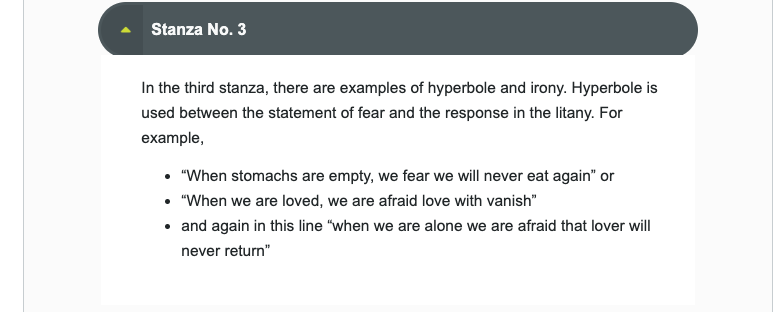 Stanza No. 3
In the third stanza, there are examples of hyperbole and irony. Hyperbole is
used between the statement of fear and the response in the litany. For
example,
• “When stomachs are empty, we fear we will never eat again” or
• “When we are loved, we are afraid love with vanish”
• and again in this line “when we are alone we are afraid that lover will
never return”